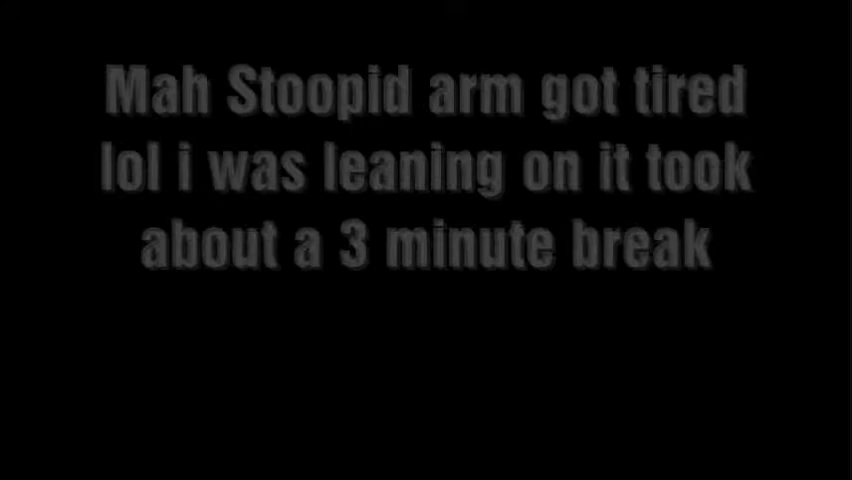 Mah Stoopid arm got tired
lol i was leaning on it took
about a 3 minute break